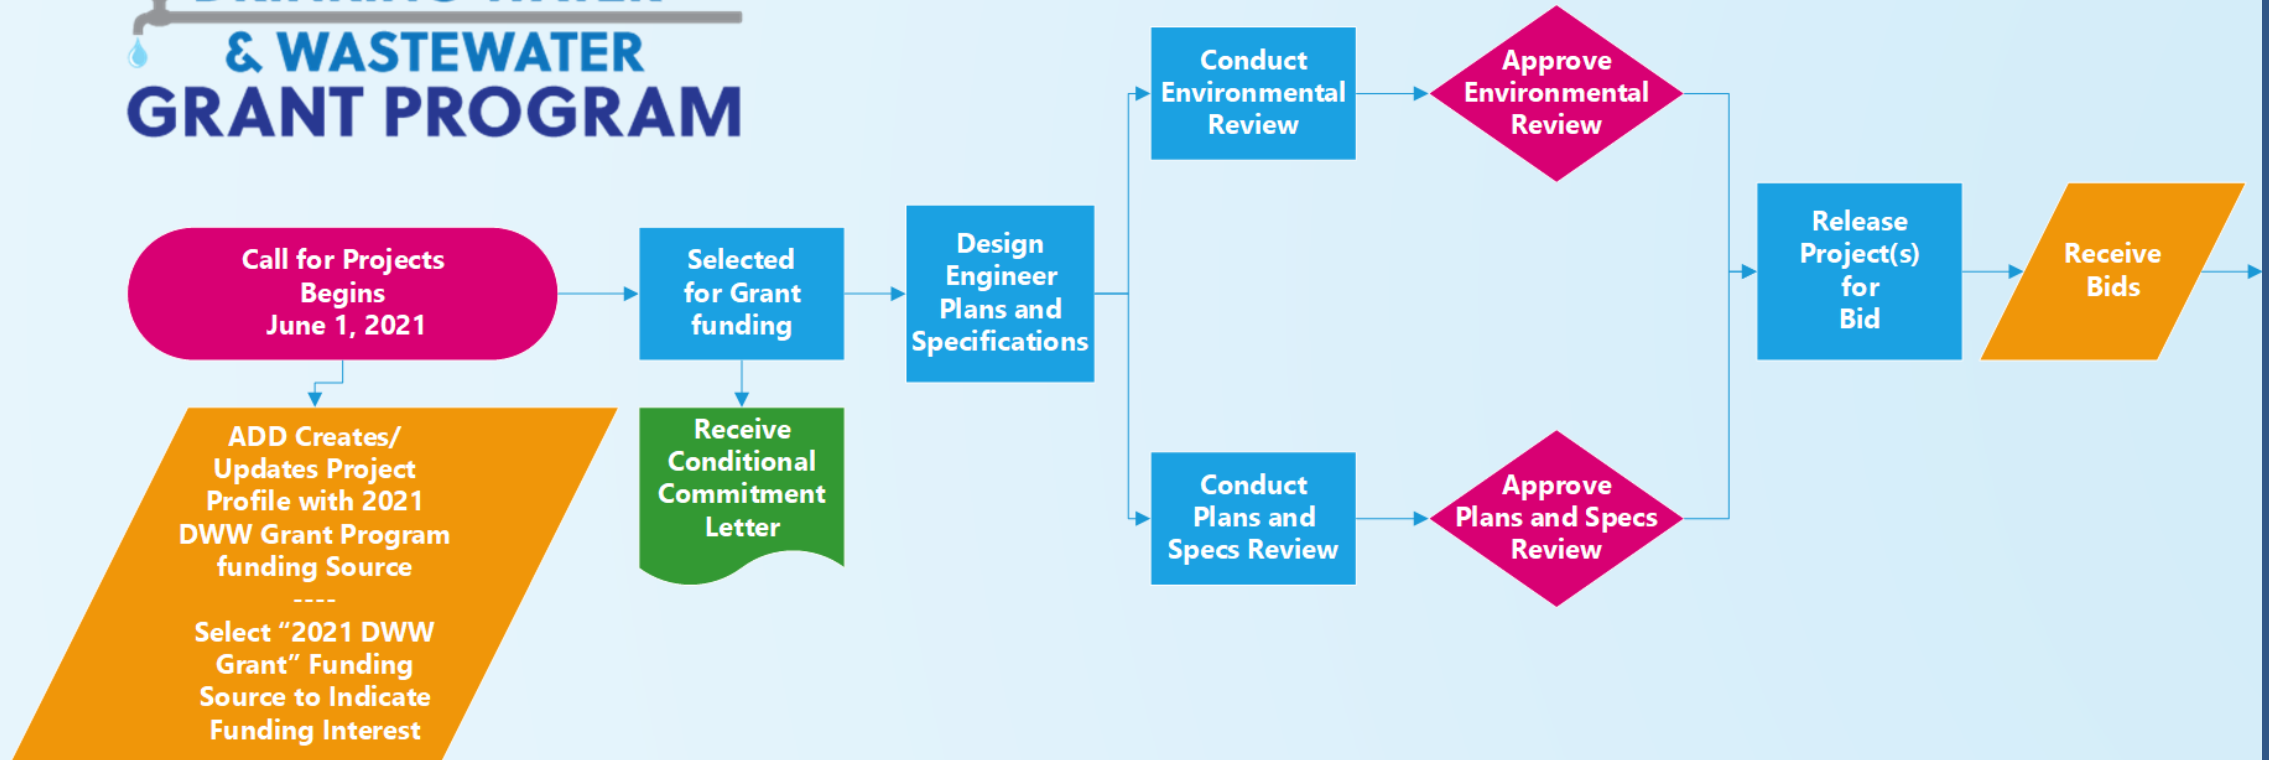 DRINKING WATER
& WASTEWATER
GRANT PROGRAM
Call for Projects
Begins
June 1, 2021
ADD Creates/
Updates Project
Profile with 2021
DWW Grant Program
funding Source
----
Select “2021 DWW
Grant” Funding
Source to Indicate
Funding Interest
Selected
for Grant
funding
Receive
Conditional
Commitment
Letter
Design
Engineer
Plans and
Specifications
Conduct
Environmental
Review
Approve
Environmental
Review
Conduct
Plans and
Specs Review
Approve
Plans and Specs
Review
Release
Project(s)
for
Bid
Receive
Bids